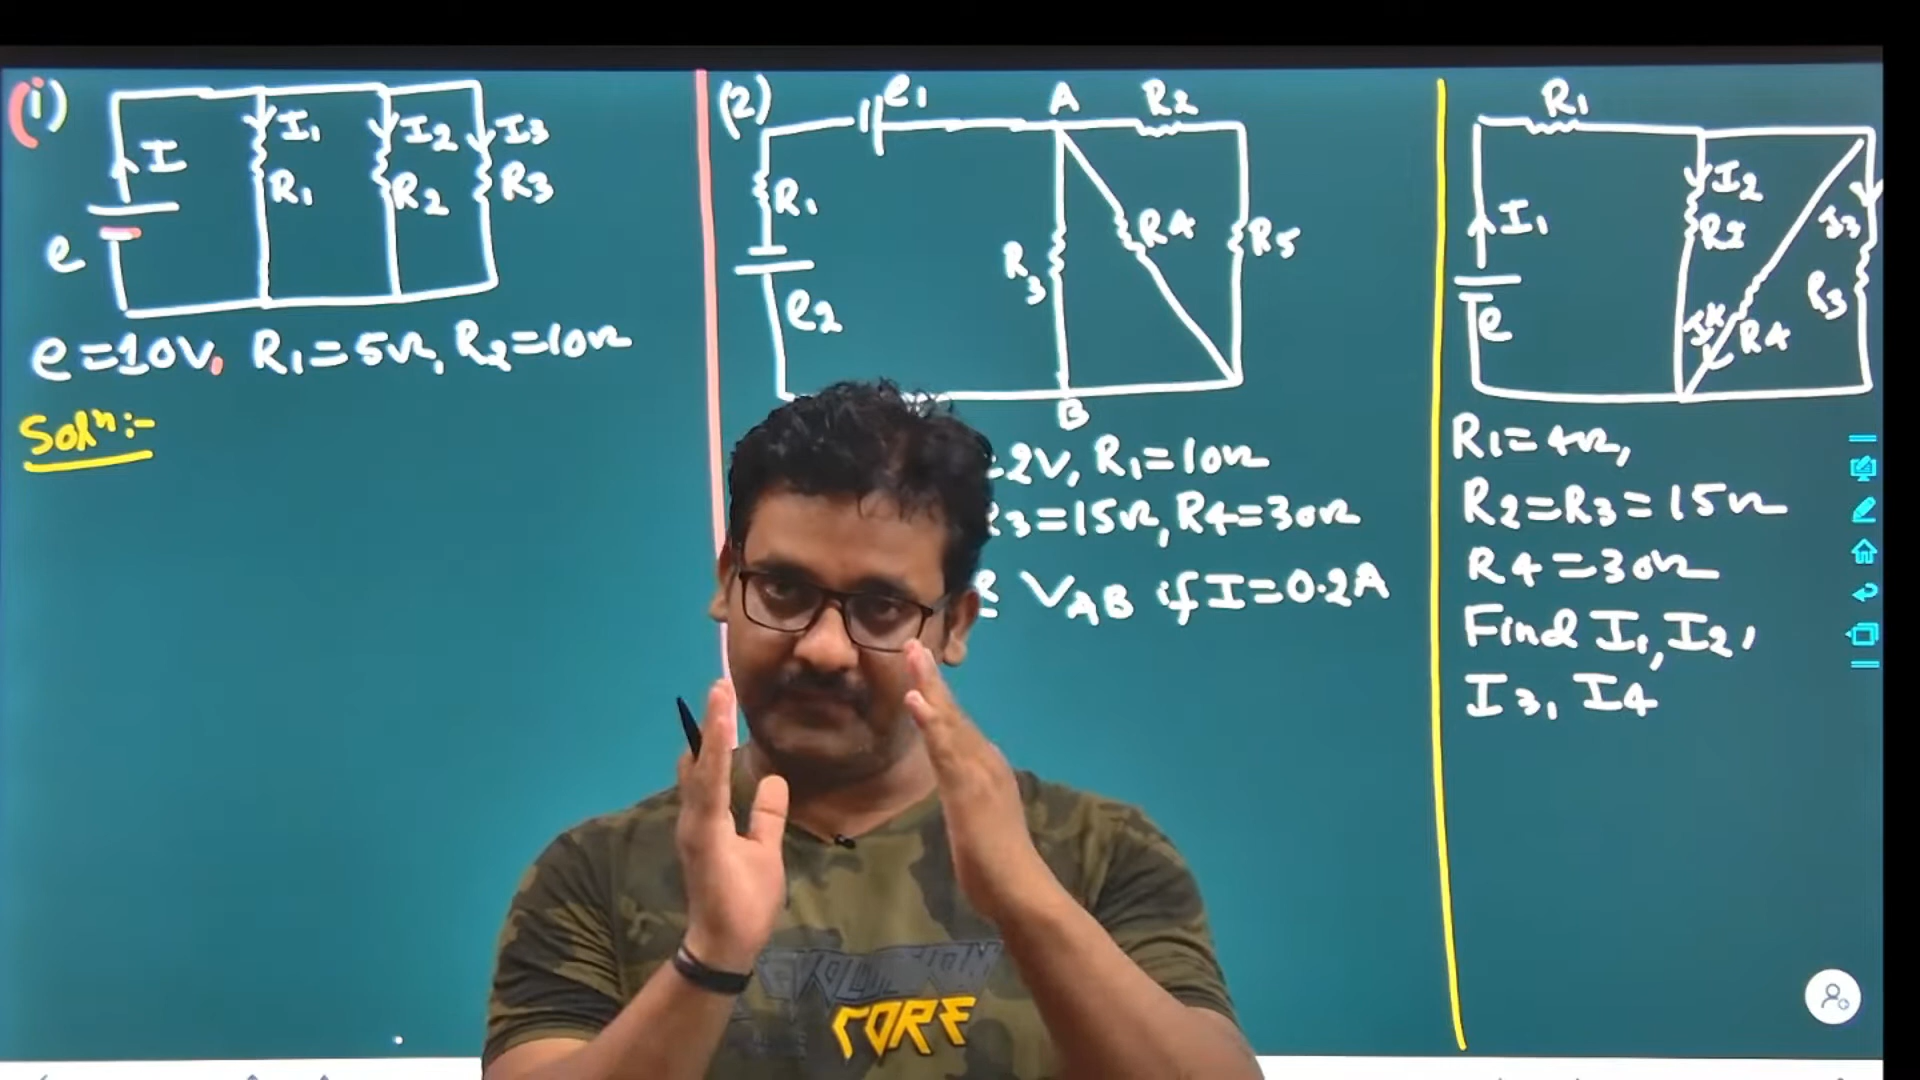 (i)
I
I1
I2
I3
R1
R2
R3
e
e=10V, R1=5Ω, R2=10Ω
Solⁿ:-
(2)
e1
A
R2
R1
R3
R4
R5
e2
B
2V, R1=10Ω
R3=15Ω, R4=30Ω
VAB if I=0.2A
R1
I1
I2
R2
I3
R3
R4
e
R1=4Ω,
R2=R3=15Ω
R4=30Ω
Find I1, I2,
I3, I4
CORE